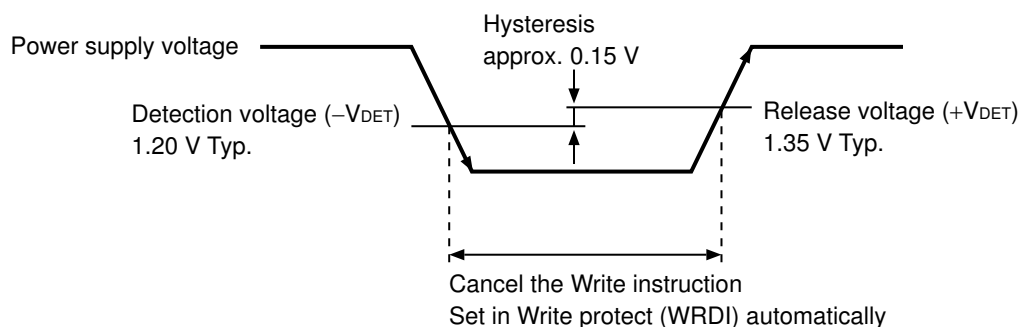 Hysteresis
approx. 0.15 V
Power supply voltage
Detection voltage (−VDET)
1.20 V Typ.
Release voltage (+VDET)
1.35 V Typ.
Cancel the Write instruction
Set in Write protect (WRDI) automatically